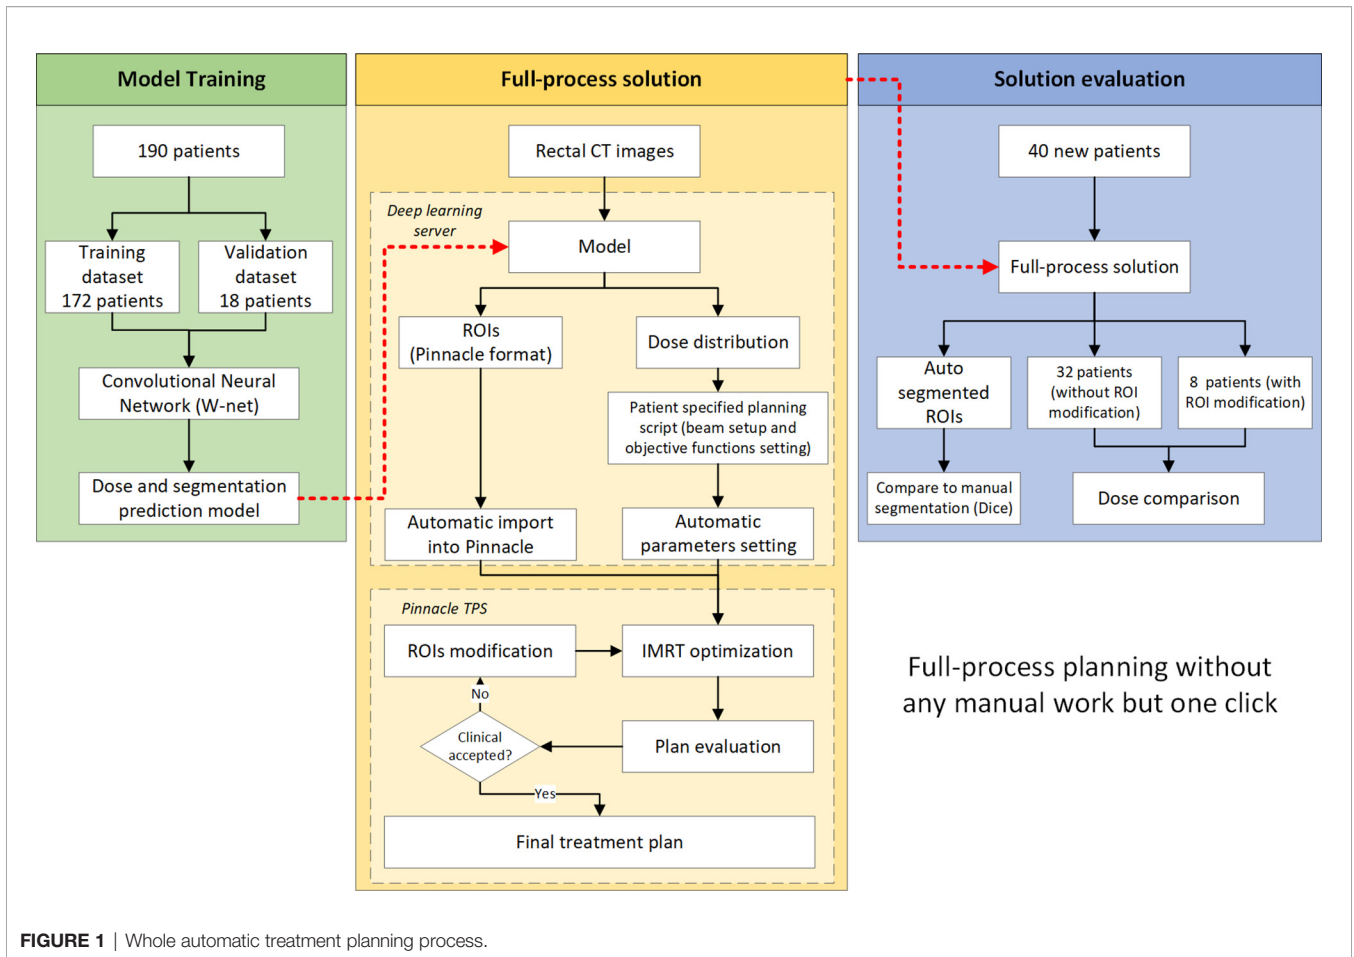 Model Training
190 patients
Training
dataset
172 patients
Validation
dataset
18 patients
Convolutional Neural
Network (W-net)
Dose and segmentation
prediction model
Full-process solution
Rectal CT images
Deep learning
server
Model
ROIs
(Pinnacle format)
Dose distribution
Patient specified planning
script (beam setup and
objective functions setting)
Automatic import
into Pinnacle
Automatic
parameters setting
Pinnacle TPS
ROIs modification
IMRT optimization
No
Clinical
accepted?
Plan evaluation
Yes
Final treatment plan
Solution evaluation
40 new patients
Full-process solution
Auto
segmented
ROIs
32 patients
(without ROI
modification)
8 patients (with
ROI modification)
Compare to manual
segmentation (Dice)
Dose comparison
Full-process planning without
any manual work but one click
FIGURE 1 | Whole automatic treatment planning process.